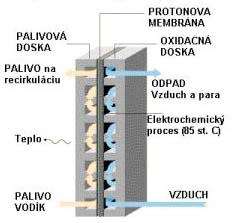 PROTONOVA
MEMBRÁNA
PALIVOVÁ
DOSKA
OXIDAČNÁ
DOSKA
PALIVO na
recirkuláciu
ODPAD
Vzduch a para
Elektrochemický
proces (85 st. C)
Teplo
PALIVO
VODÍK
VZDUCH